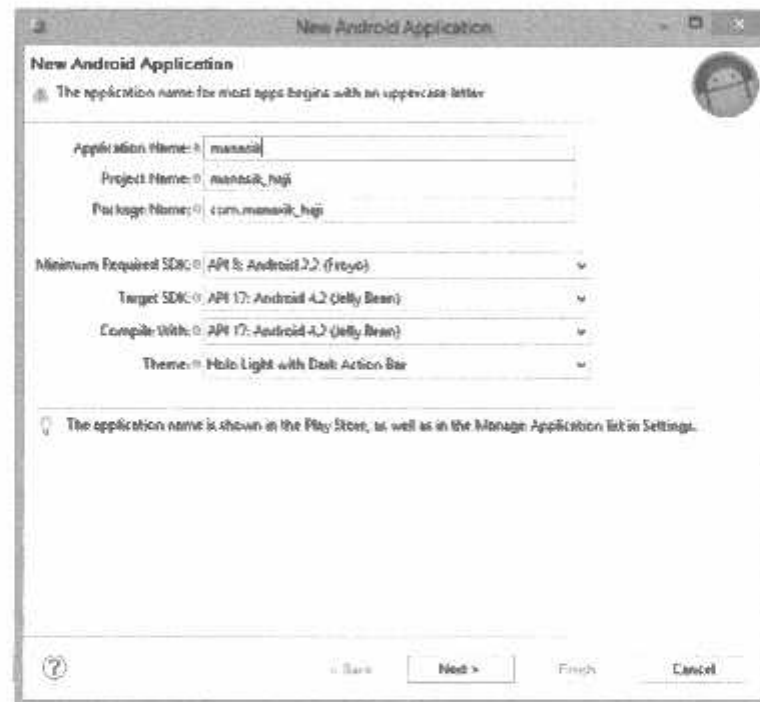 New Android Application
New Android Application
The application name for most apps begins with an uppercase letter
Application Name: manasik
Project Name: manasik_haji
Package Name: com.manasik_haji
Minimum Required SDK: API 8: Android 2.2 (Froyo)
Target SDK: API 17: Android 4.2 (Jelly Bean)
Compile With: API 17: Android 4.2 (Jelly Bean)
Theme: Holo Light with Dark Action Bar
The application name is shown in the Play Store, as well as in the Manage Application list in Settings.
?
< Back Next > Finish Cancel